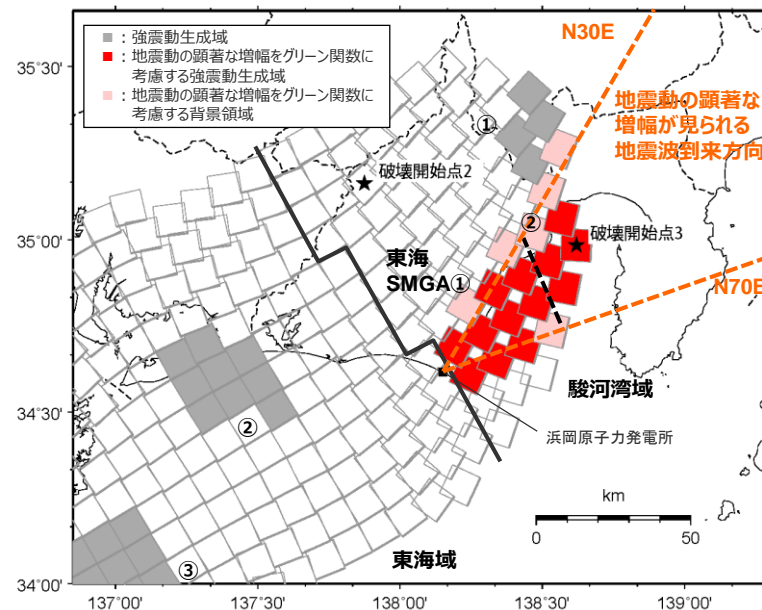 ：強震動生成域
：地震動の顕著な増幅をグリーン関数に
考慮する強震動生成域
：地震動の顕著な増幅をグリーン関数に
考慮する背景領域
N30E
地震動の顕著な
増幅が見られる
地震波到来方向
①
破壊開始点2
②
破壊開始点3
東海
SMGA①
N70E
駿河湾域
②
浜岡原子力発電所
km
0 50
③
東海域
35°30'
35°00'
34°30'
34°00'
137°00' 137°30' 138°00' 138°30' 139°00'